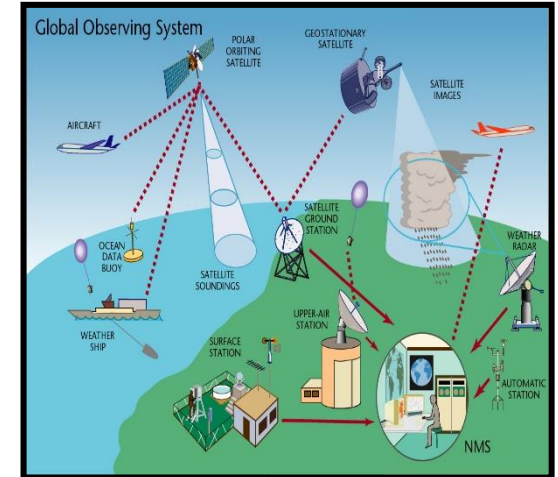 Global Observing System
POLAR
ORBITING
SATELLITE
GEOSTATIONARY
SATELLITE
SATELLITE
IMAGES
AIRCRAFT
OCEAN
DATA
BUOY
SATELLITE
SOUNDINGS
SATELLITE
GROUND
STATION
WEATHER
RADAR
WEATHER
SHIP
UPPER-AIR
STATION
SURFACE
STATION
AUTOMATIC
STATION
NMS